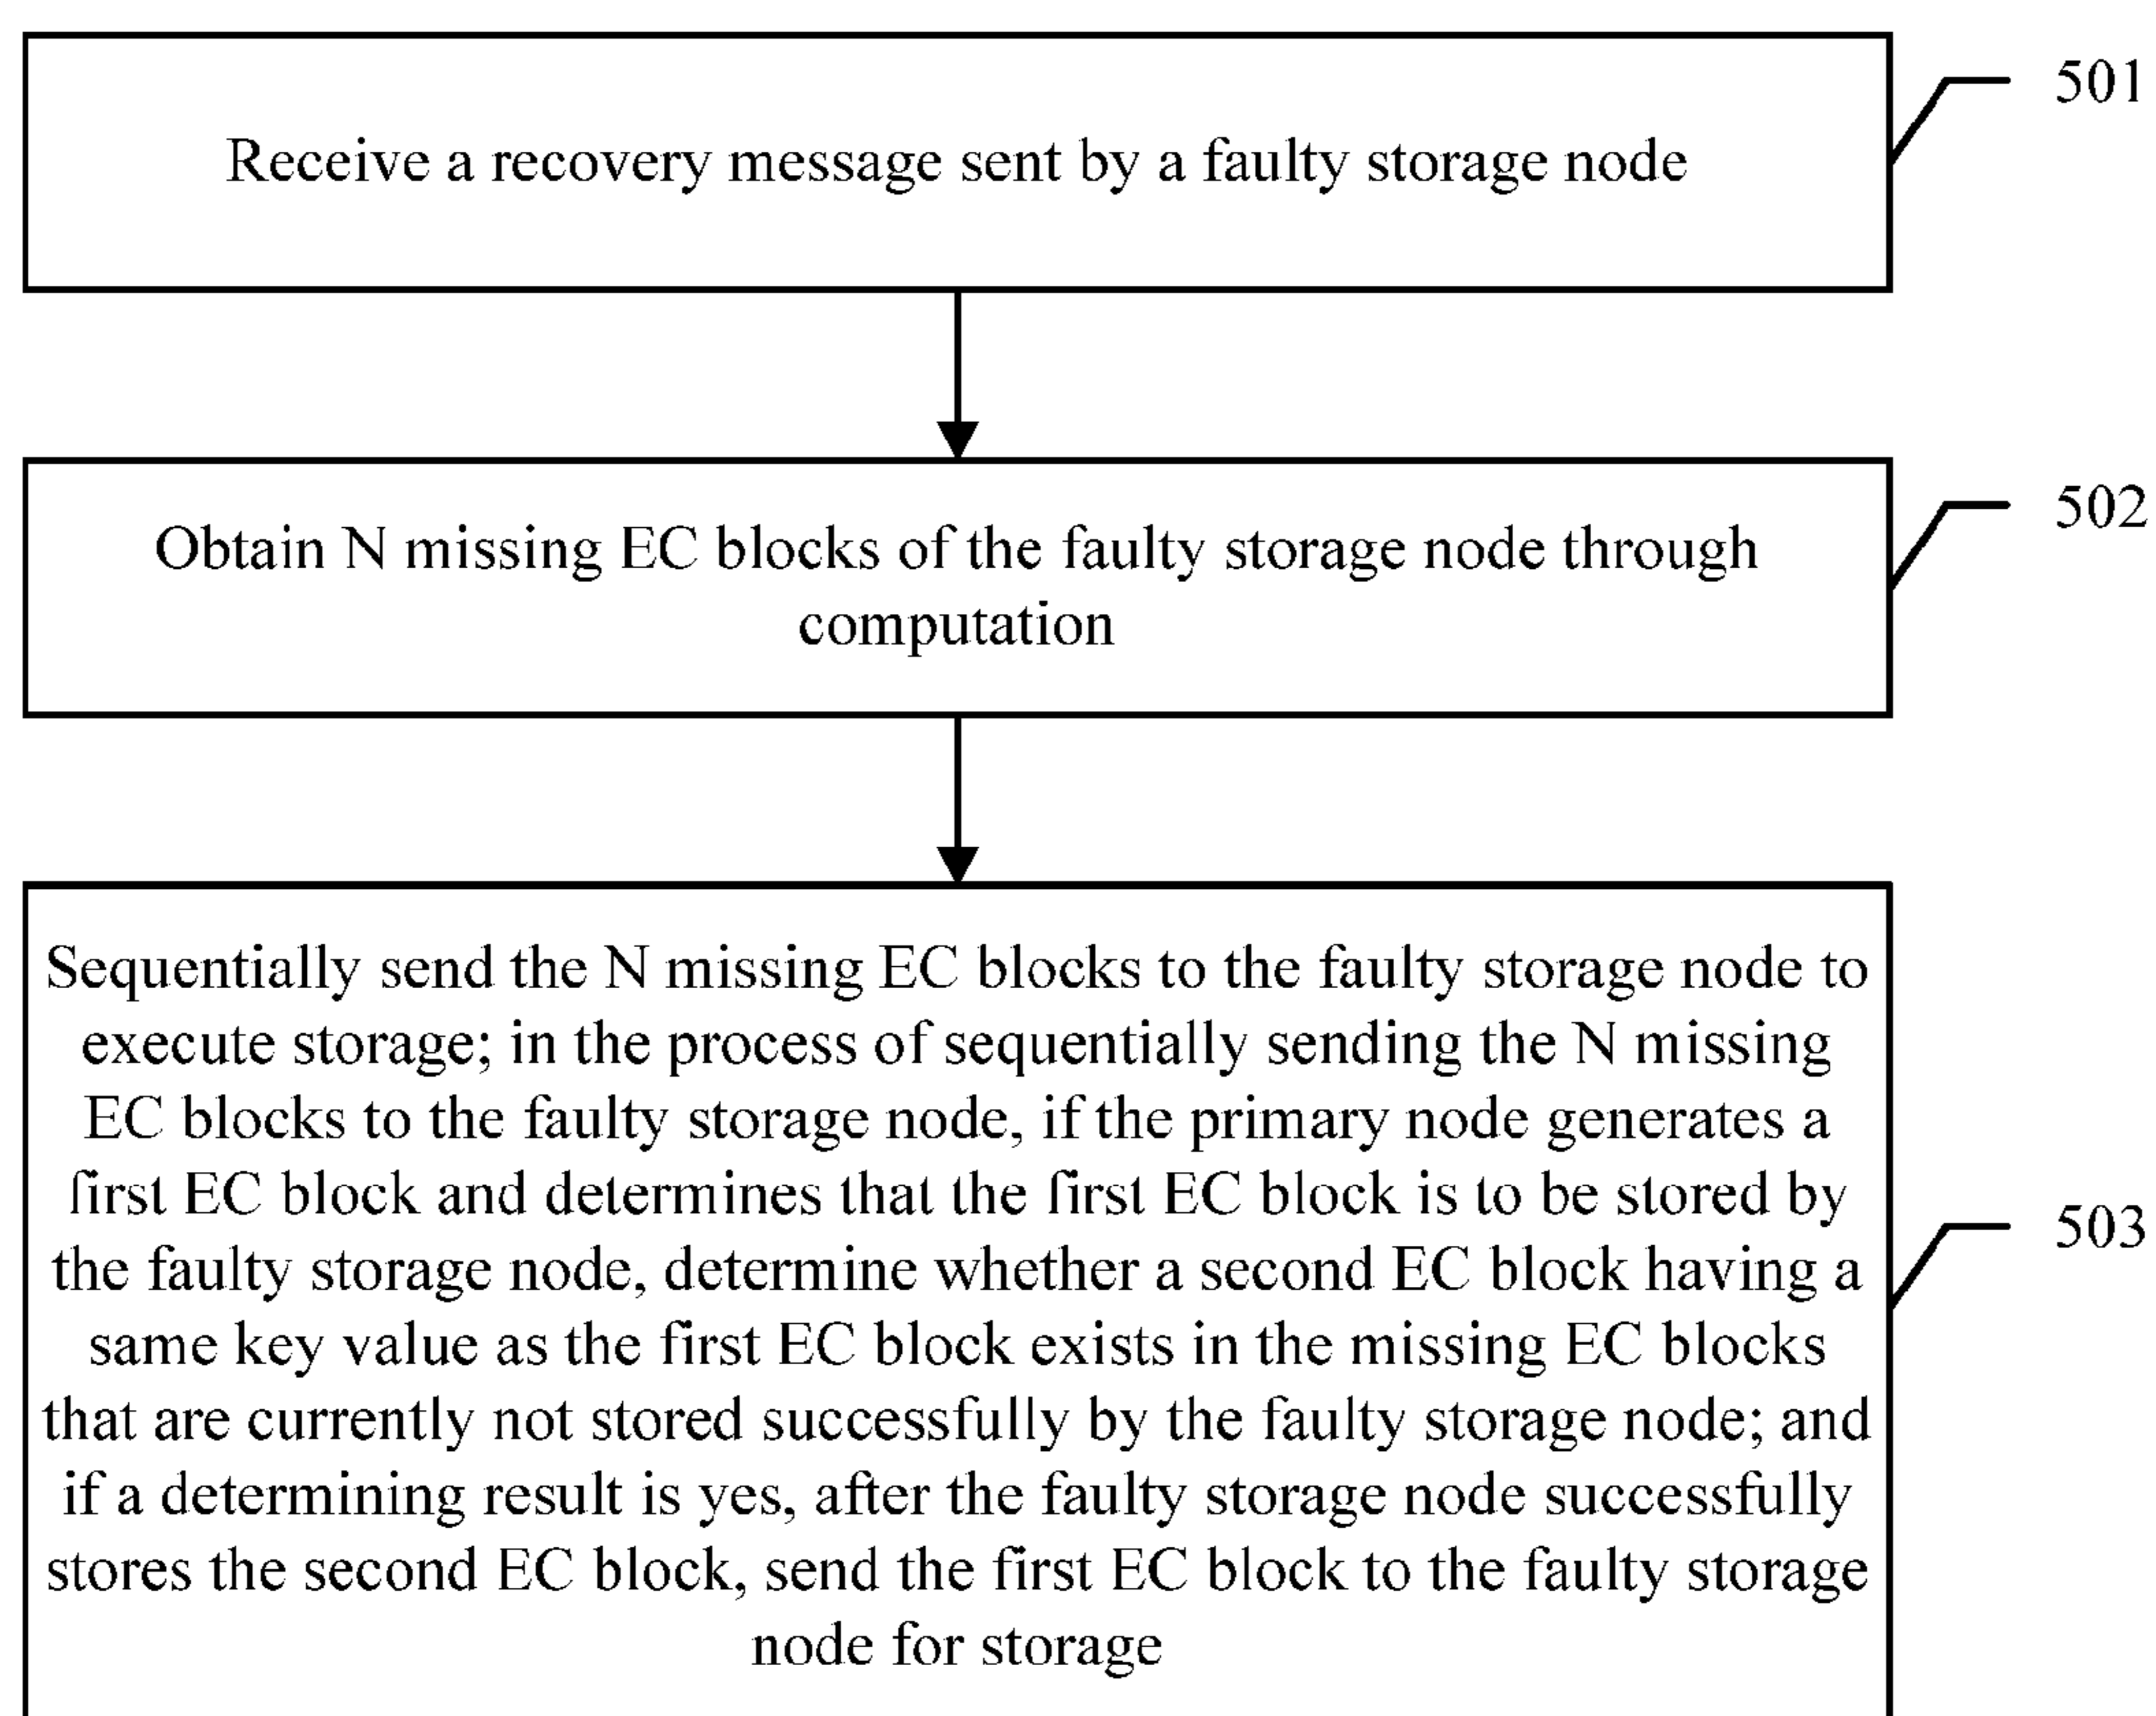 Receive a recovery message sent by a faulty storage node
501
Obtain N missing EC blocks of the faulty storage node through
computation
502
Sequentially send the N missing EC blocks to the faulty storage node to
execute storage; in the process of sequentially sending the N missing
EC blocks to the faulty storage node, if the primary node generates a
first EC block and determines that the first EC block is to be stored by
the faulty storage node, determine whether a second EC block having a
same key value as the first EC block exists in the missing EC blocks
that are currently not stored successfully by the faulty storage node; and
if a determining result is yes, after the faulty storage node successfully
stores the second EC block, send the first EC block to the faulty storage
node for storage
503